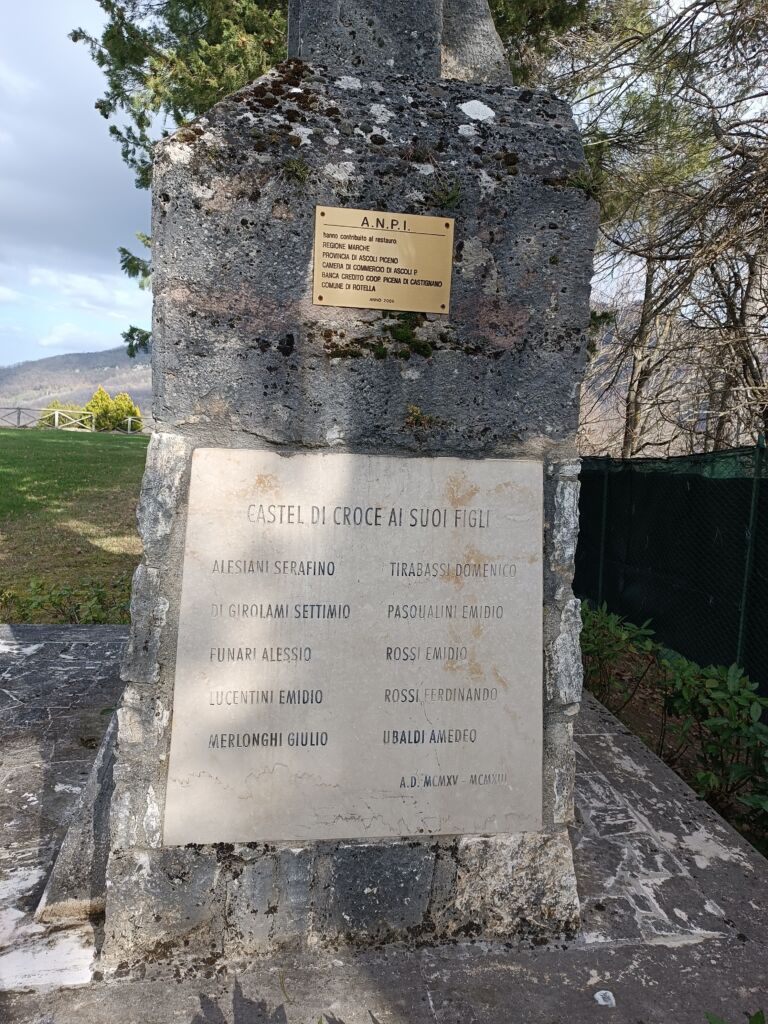 A.N.P.I.
hanno contribuito al restauro
REGIONE MARCHE
PROVINCIA DI ASCOLI PICENO
CAMERA DI COMMERCIO DI ASCOLI P.
BANCA CREDITO COOP. PICENA DI CASTIGNANO
COMUNE DI ROTELLA
ANNO
CASTEL DI CROCE AI SUOI FIGLI
ALESIANI SERAFINO TIRABASSI DOMENICO
DI GIROLAMI SETTIMIO PASQUALINI EMIDIO
FUNARI ALESSIO ROSSI EMIDIO
LUCENTINI EMIDIO ROSSI FERDINANDO
MERLONGHI GIULIO UBALDI AMEDEO
A.D. MCMXV - MCMXIII